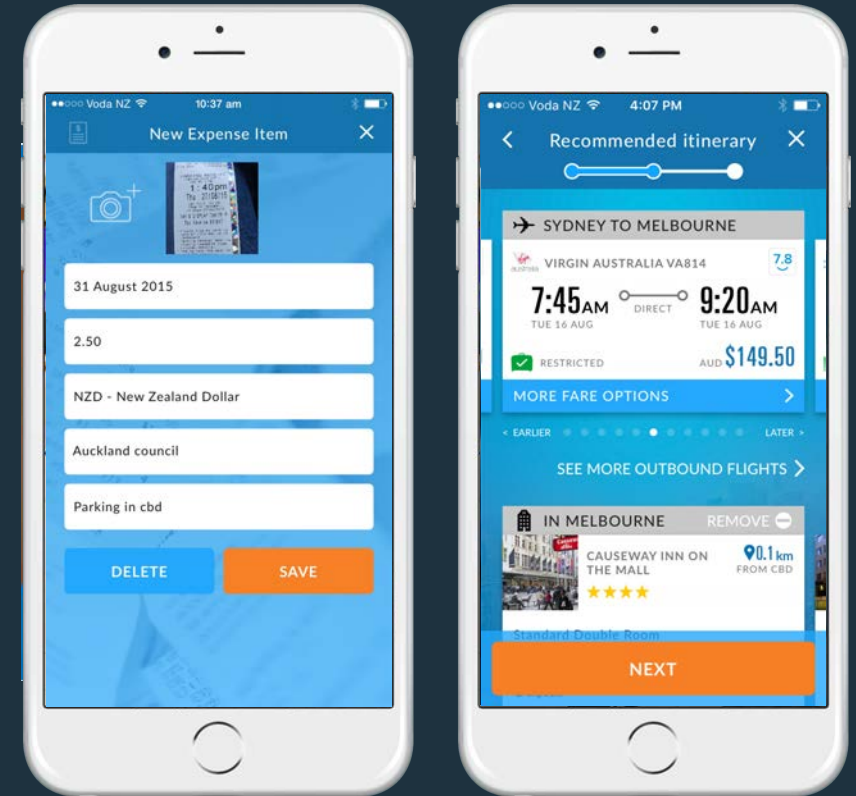 Voda NZ 10:37 am
New Expense Item
1:40pm
31 August 2015
2.50
NZD - New Zealand Dollar
Auckland council
Parking in cbd
DELETE SAVE
Voda NZ 4:07 PM
Recommended itinerary
SYDNEY TO MELBOURNE
VIRGIN AUSTRALIA VA814 7.8
7:45AM DIRECT 9:20AM
TUE 16 AUG TUE 16 AUG
RESTRICTED AUD $149.50
MORE FARE OPTIONS >
< EARLIER LATER >
SEE MORE OUTBOUND FLIGHTS >
IN MELBOURNE REMOVE
CAUSEWAY INN ON 0.1 km
THE MALL FROM CBD
Standard Double Room
NEXT